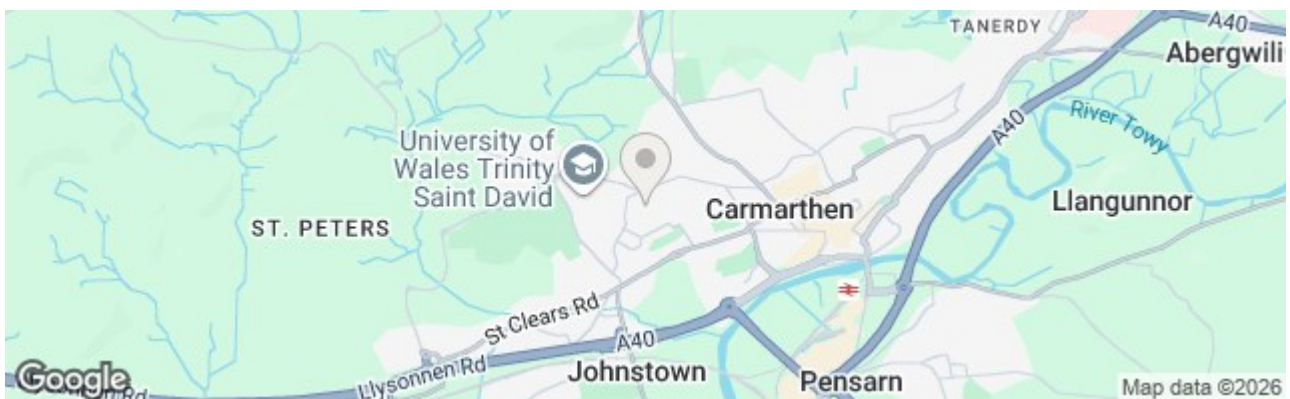 TANERDY
A40
Abergwili
River Towy
A40
University of
Wales Trinity
Saint David
Carmarthen
Llangunnor
ST. PETERS
St Clears Rd
A40
Llysonnen Rd
Johnstown
Pensarn
Google
Rd
Map data ©2026